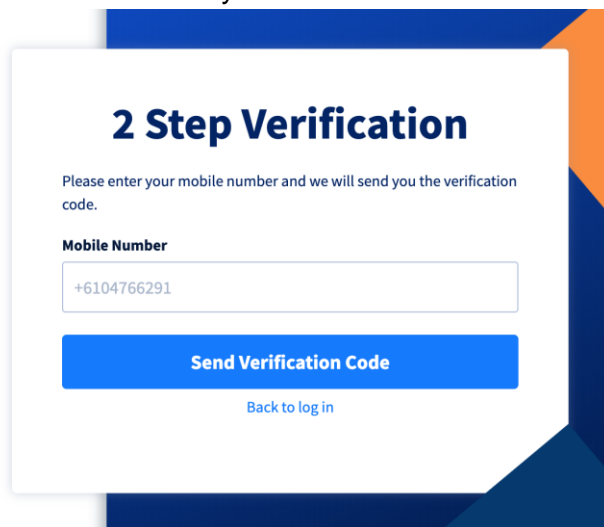 2 Step Verification
Please enter your mobile number and we will send you the verification
code.
Mobile Number
+6104766291
Send Verification Code
Back to log in